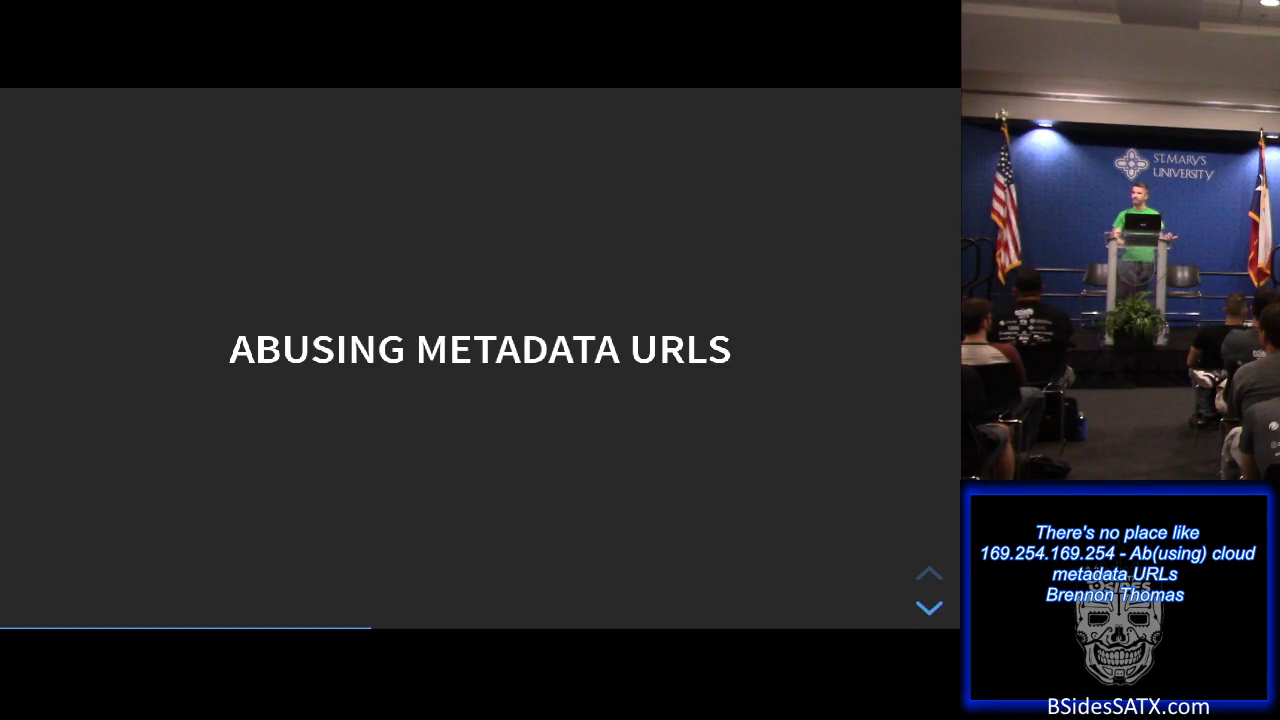 ABUSING METADATA URLS
ST. MARY'S
UNIVERSITY
There's no place like
169.254.169.254 - Ab(using) cloud
metadata URLs
Brennon Thomas
BSidesSATX.com